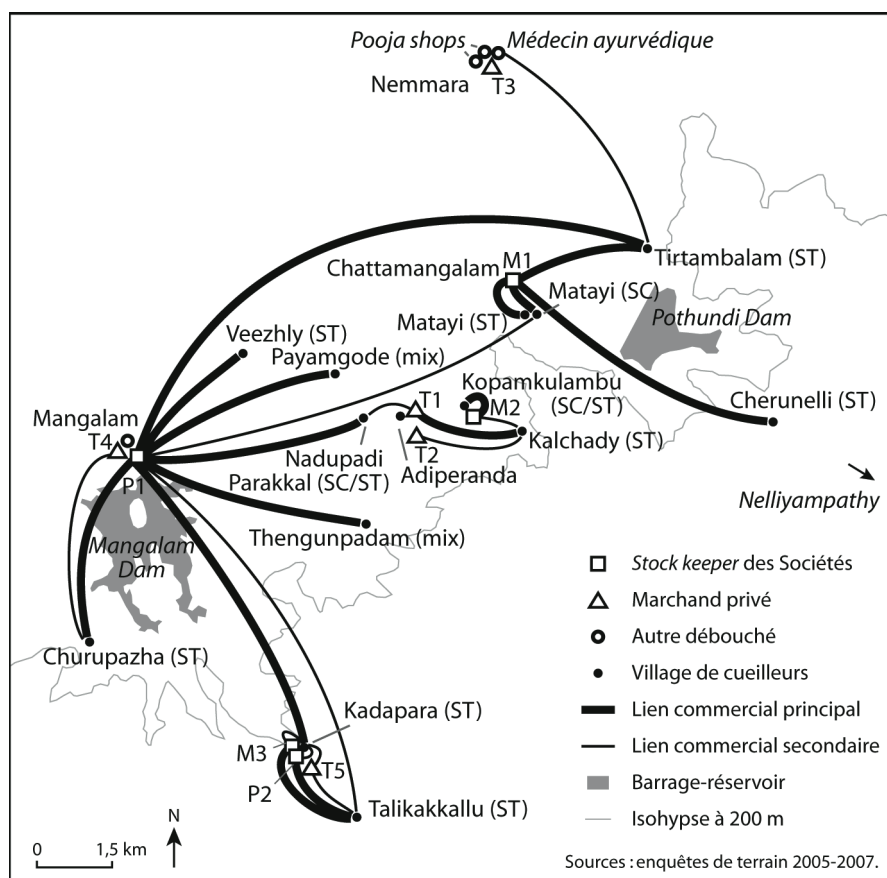 Pooja shops
Médecin ayurvédique
Nemmara
T3
Tirtambalam (ST)
M1
Chattamangalam
Matayi (SC)
Matayi (ST)
Pothundi Dam
Veezhly (ST)
Payamgode (mix)
Kopamkulambu
(SC/ST)
M2
T1
Cherunelli (ST)
Mangalam
T4
P1
Kalchady (ST)
T2
Nadupadi
Parakkal (SC/ST)
Adiperand
Nelliyampathy
Thengunpadam (mix)
Mangalam
Dam
Churupazha (ST)
Kadapara (ST)
M3
T5
P2
Talikakkallu (ST)
Stock keeper des Sociétés
Marchand privé
Autre débouché
Village de cueilleurs
Lien commercial principal
Lien commercial secondaire
Barrage-réservoir
Isohypse à 200 m
0 1,5 km
N
Sources : enquêtes de terrain 2005-2007.